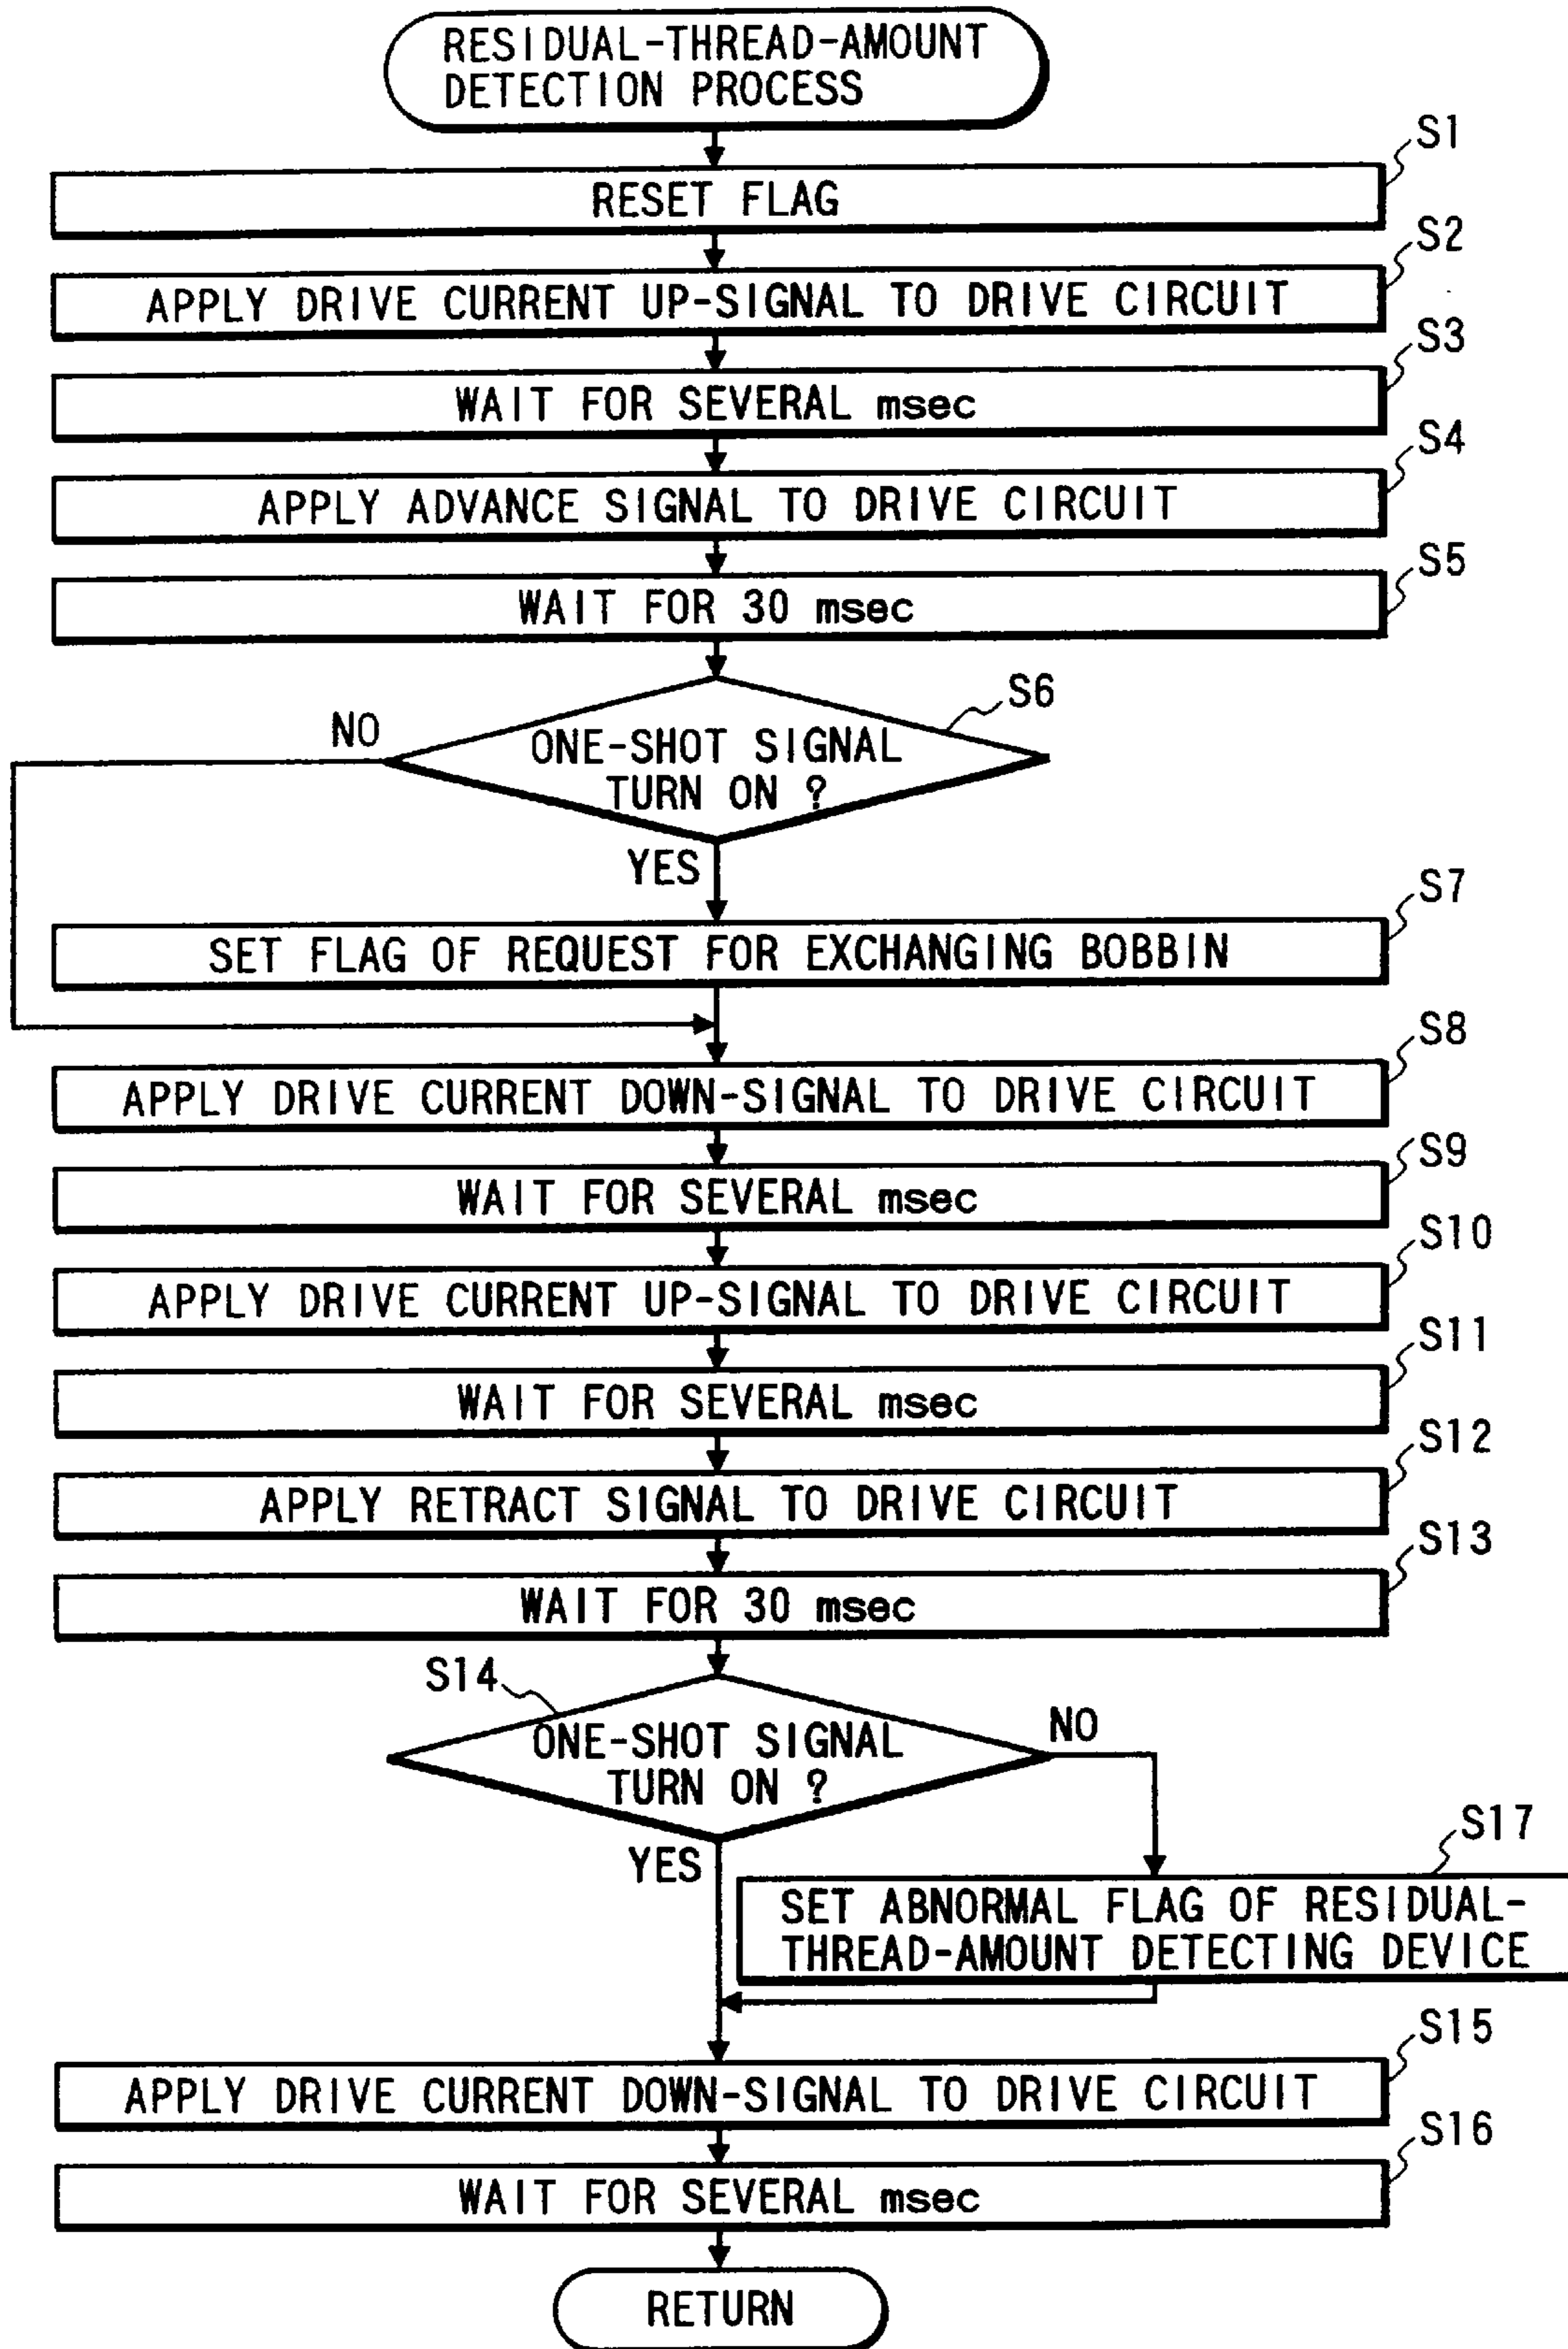 RESIDUAL-THREAD-AMOUNT
DETECTION PROCESS
S1
RESET FLAG
S2
APPLY DRIVE CURRENT UP-SIGNAL TO DRIVE CIRCUIT
S3
WAIT FOR SEVERAL msec
S4
APPLY ADVANCE SIGNAL TO DRIVE CIRCUIT
S5
WAIT FOR 30 msec
S6
NO
ONE-SHOT SIGNAL
TURN ON ?
YES
S7
SET FLAG OF REQUEST FOR EXCHANGING BOBBIN
S8
APPLY DRIVE CURRENT DOWN-SIGNAL TO DRIVE CIRCUIT
S9
WAIT FOR SEVERAL msec
S10
APPLY DRIVE CURRENT UP-SIGNAL TO DRIVE CIRCUIT
S11
WAIT FOR SEVERAL msec
S12
APPLY RETRACT SIGNAL TO DRIVE CIRCUIT
S13
WAIT FOR 30 msec
S14
ONE-SHOT SIGNAL
TURN ON ?
NO
YES
S17
SET ABNORMAL FLAG OF RESIDUAL-
THREAD-AMOUNT DETECTING DEVICE
S15
APPLY DRIVE CURRENT DOWN-SIGNAL TO DRIVE CIRCUIT
S16
WAIT FOR SEVERAL msec
RETURN